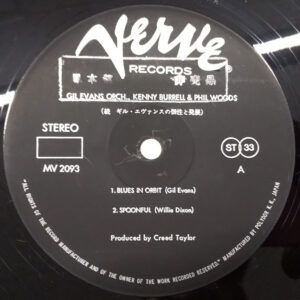 Verve
RECORDS
GIL EVANS ORCH., KENNY BURRELL & PHIL WOODS
(続 ギル・エヴァンスの個性と発展)
STEREO
MV 2093
ST 33
A
1. BLUES IN ORBIT (Gil Evans)
2. SPOONFUL (Willie Dixon)
Produced by Creed Taylor
"ALL RIGHTS OF THE RECORD MANUFACTURER AND OF THE OWNER OF THE WORK RECORDED RESERVED." MANUFACTURED BY POLYDOR K. K., JAPAN